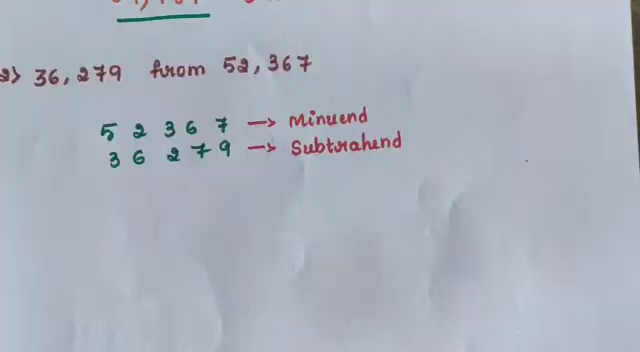 2> 36,279 from 52,367
5 2 3 6 7 → Minuend
3 6 2 7 9 → Subtrahend